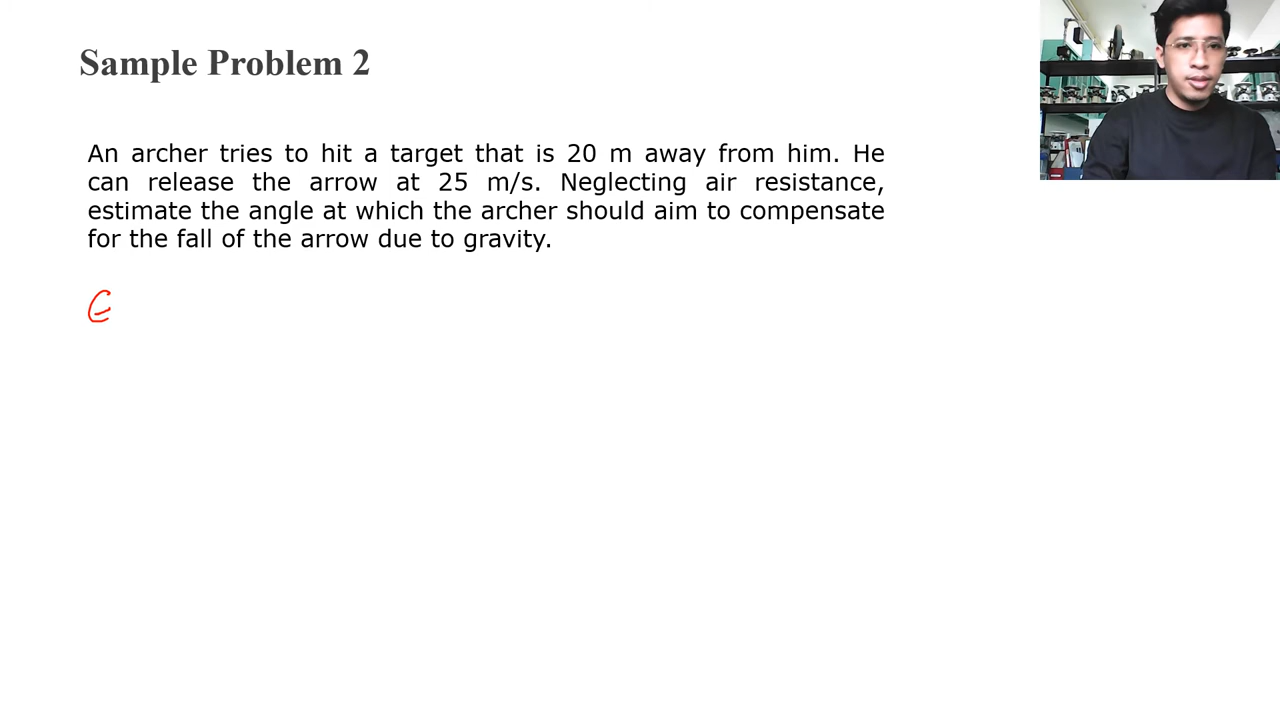 Sample Problem 2
An archer tries to hit a target that is 20 m away from him. He
can release the arrow at 25 m/s. Neglecting air resistance,
estimate the angle at which the archer should aim to compensate
for the fall of the arrow due to gravity.
G